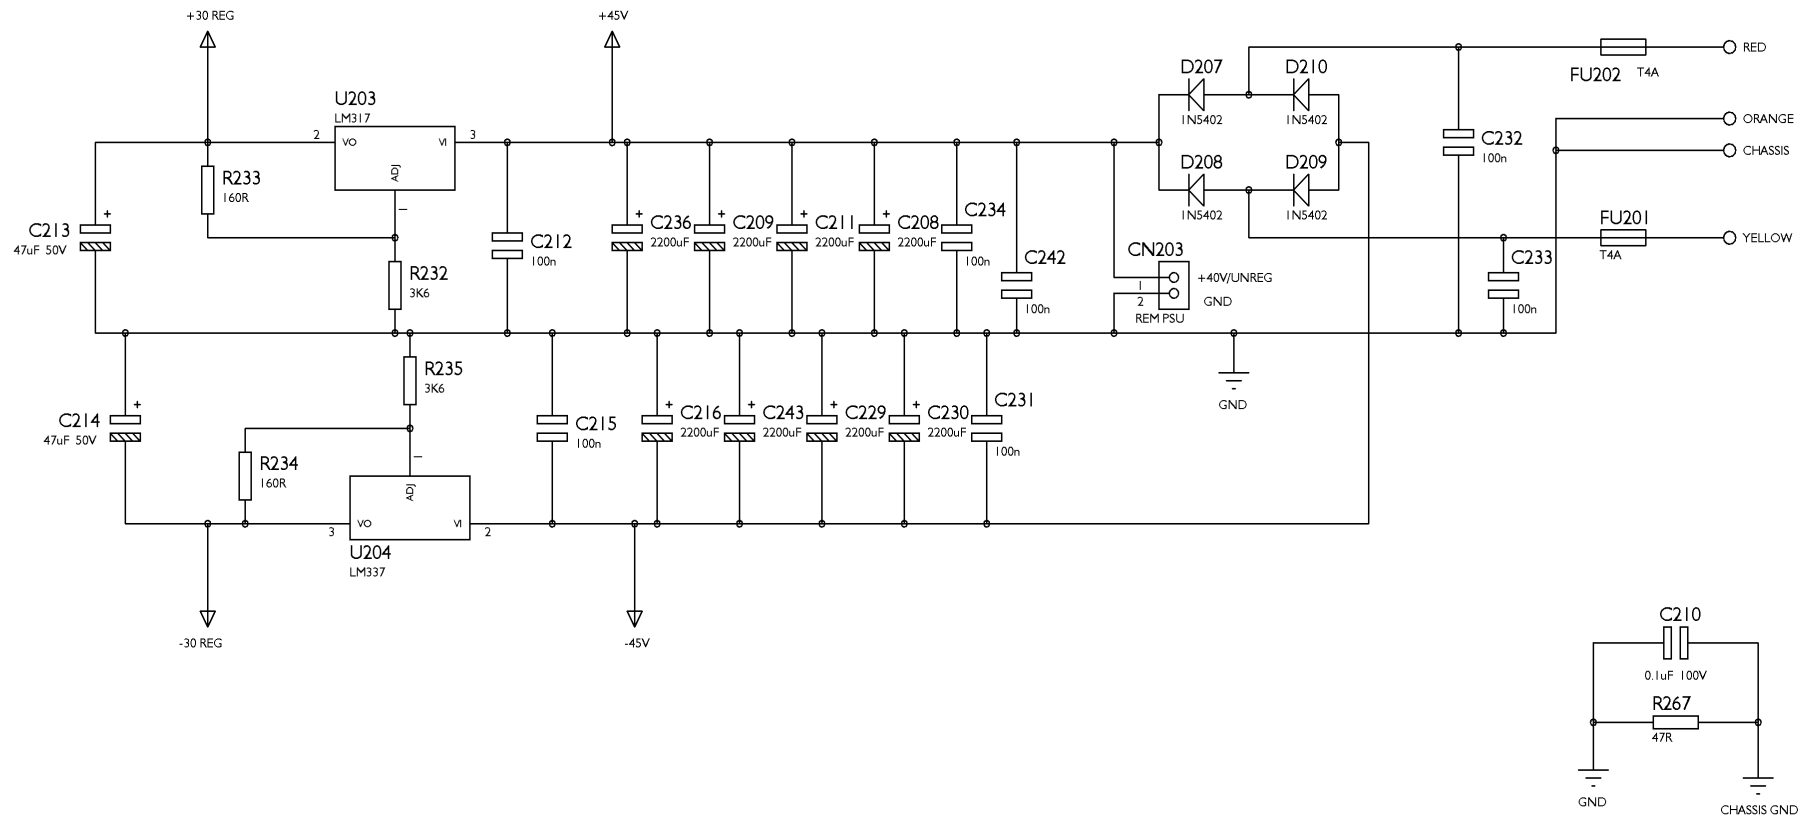 +30 REG
+45V
RED
FU202 T4A
D207
D210
1N5402
1N5402
ORANGE
CHASSIS
U203
LM317
2
VO
VI
3
ADJ
1
C232
100n
D208
D209
1N5402
1N5402
R233
160R
C213
47uF 50V
+
R232
3K6
C212
100n
+
C236
2200uF
+
C209
2200uF
+
C211
2200uF
+
C208
2200uF
C234
100n
C242
100n
CN203
1
2
+40V/UNREG
GND
REM PSU
FU201
T4A
YELLOW
C233
100n
GND
R235
3K6
C214
47uF 50V
+
R234
160R
1
ADJ
VO
VI
3
2
U204
LM337
C215
100n
+
C216
2200uF
+
C243
2200uF
+
C229
2200uF
+
C230
2200uF
C231
100n
-30 REG
-45V
C210
0.1uF 100V
R267
47R
GND
CHASSIS GND